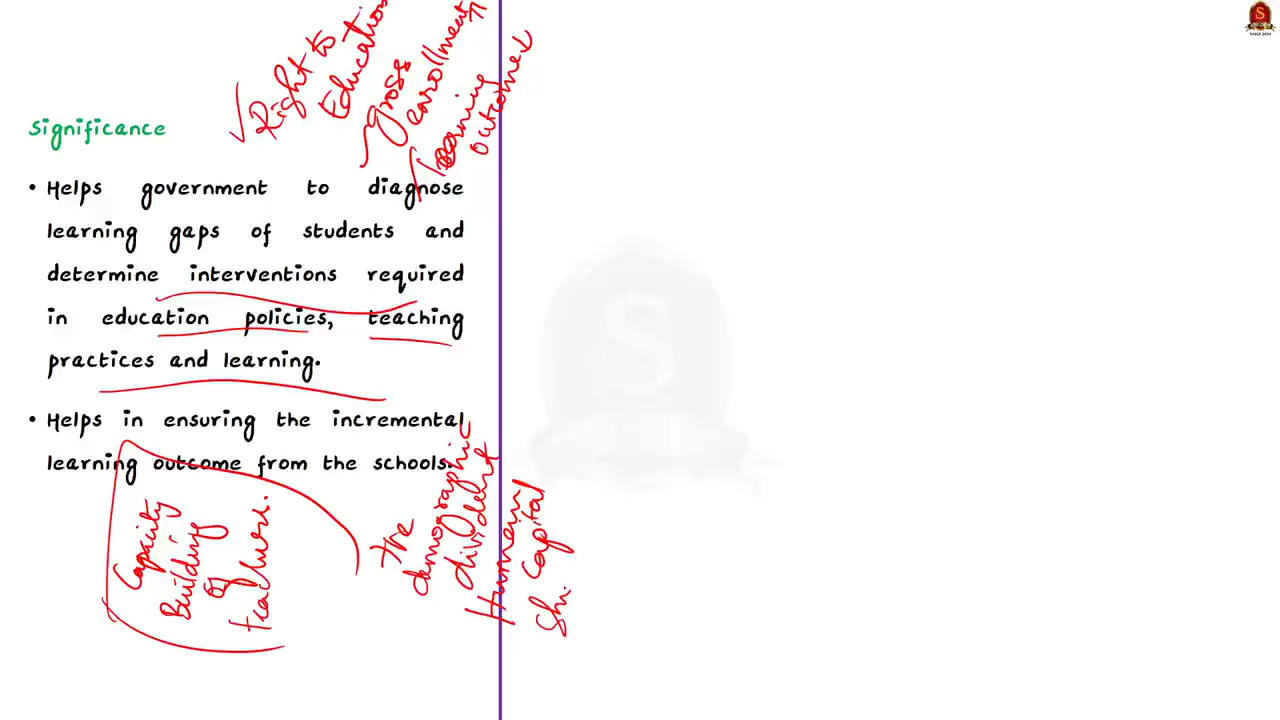 Right to
Education
gross
enrollment
learning
outcomes
significance
• Helps government to diagnose
learning gaps of students and
determine interventions required
in education policies, teaching
practices and learning.
• Helps in ensuring the incremental
learning outcome from the schools.
Capacity
Building
of
The
demographic
dividend
Human
Capital
S
SINCE 2004
S